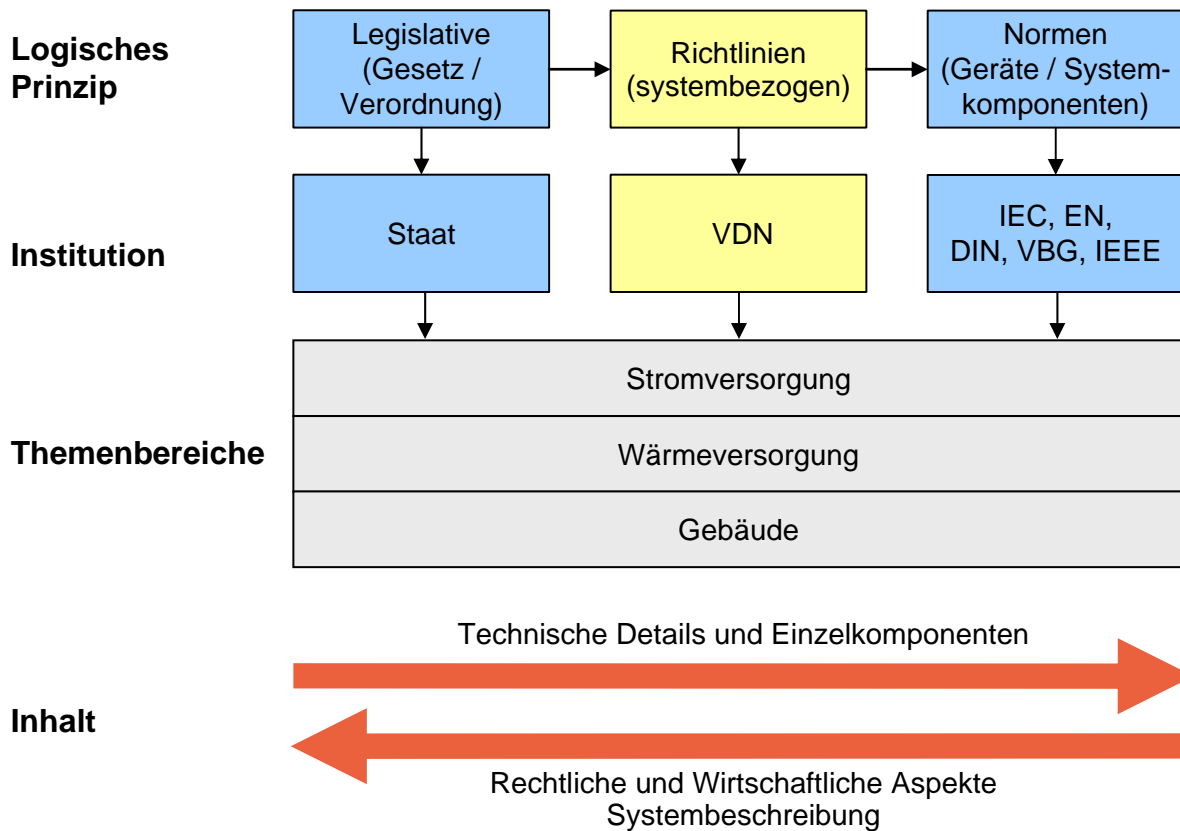 Logisches
Prinzip
Legislative
(Gesetz /
Verordnung)
Richtlinien
(systembezogen)
Normen
(Geräte / System-
komponenten)
Institution
Staat
VDN
IEC, EN,
DIN, VBG, IEEE
Themenbereiche
Stromversorgung
Wärmeversorgung
Gebäude
Inhalt
Technische Details und Einzelkomponenten
Rechtliche und Wirtschaftliche Aspekte
Systembeschreibung